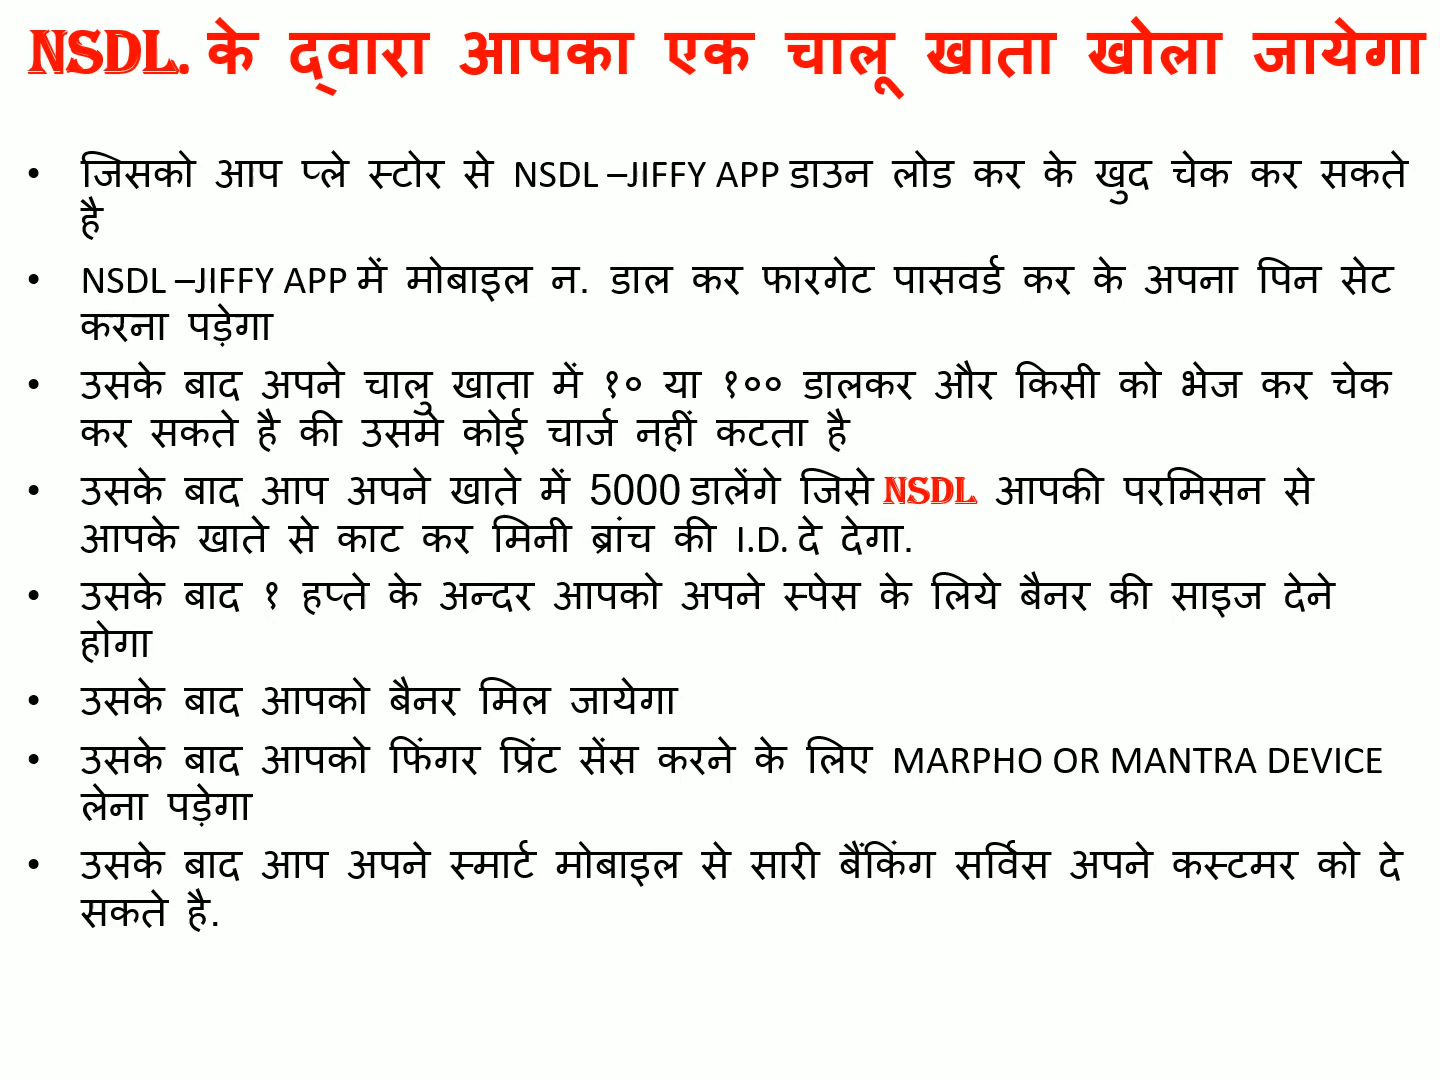 NSDL. के द्वारा आपका एक चालू खाता खोला जायेगा
• जिसको आप प्ले स्टोर से NSDL –JIFFY APP डाउन लोड कर के खुद चेक कर सकते
है
• NSDL –JIFFY APP में मोबाइल न. डाल कर फारगेट पासवर्ड कर के अपना पिन सेट
करना पड़ेगा
• उसके बाद अपने चालु खाता में १० या १०० डालकर और किसी को भेज कर चेक
कर सकते है की उसमे कोई चार्ज नहीं कटता है
• उसके बाद आप अपने खाते में 5000 डालेंगे जिसे NSDL आपकी परमिसन से
आपके खाते से काट कर मिनी ब्रांच की I.D. दे देगा.
• उसके बाद १ हप्ते के अन्दर आपको अपने स्पेस के लिये बैनर की साइज देने
होगा
• उसके बाद आपको बैनर मिल जायेगा
• उसके बाद आपको फिंगर प्रिंट सेंस करने के लिए MARPHO OR MANTRA DEVICE
लेना पड़ेगा
• उसके बाद आप अपने स्मार्ट मोबाइल से सारी बैंकिंग सर्विस अपने कस्टमर को दे
सकते है.